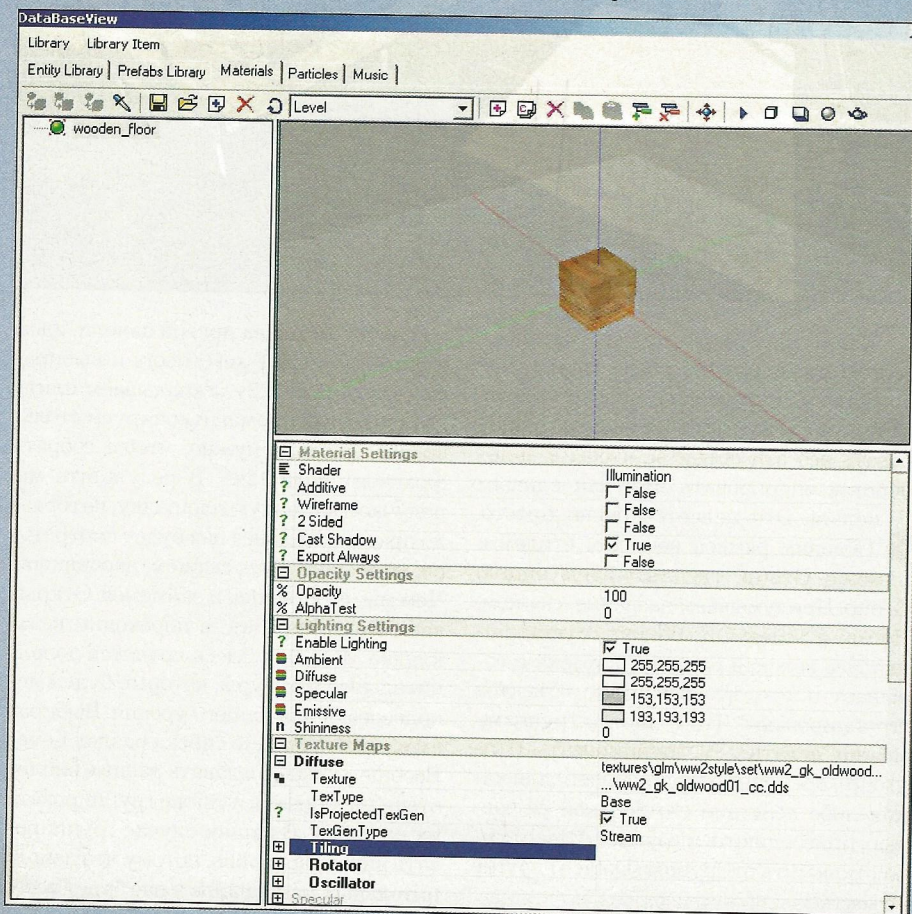 DataBaseView
Library Library Item
Entity Library Prefabs Library Materials Particles Music
Level
wooden_floor
Material Settings
Shader Illumination
Additive False
Wireframe False
2 Sided False
Cast Shadow True
Export Always False
Opacity Settings
% Opacity 100
% AlphaTest 0
Lighting Settings
Enable Lighting True
Ambient 255,255,255
Diffuse 255,255,255
Specular 153,153,153
Emissive 193,193,193
n Shininess 0
Texture Maps
Diffuse textures\glm\ww2style\set\ww2_gk_oldwood...
Texture ...\ww2_gk_oldwood01_cc.dds
TexType Base
IsProjectedTexGen True
TexGenType Stream
Tiling
Rotator
Oscillator
Specular